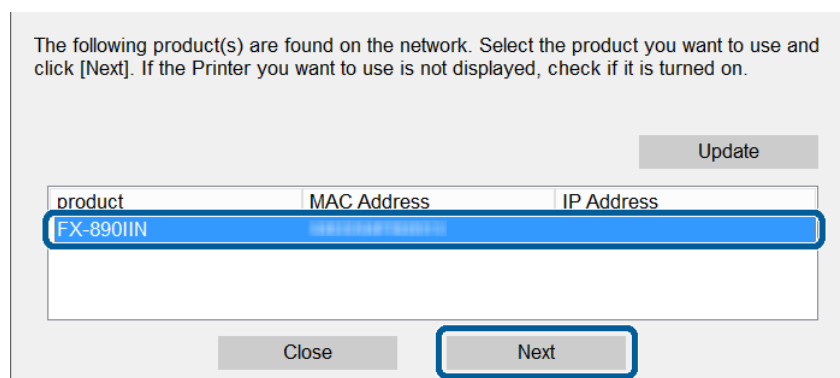 The following product(s) are found on the network. Select the product you want to use and
click [Next]. If the Printer you want to use is not displayed, check if it is turned on.
Update
product MAC Address IP Address
FX-890IIN
Close Next